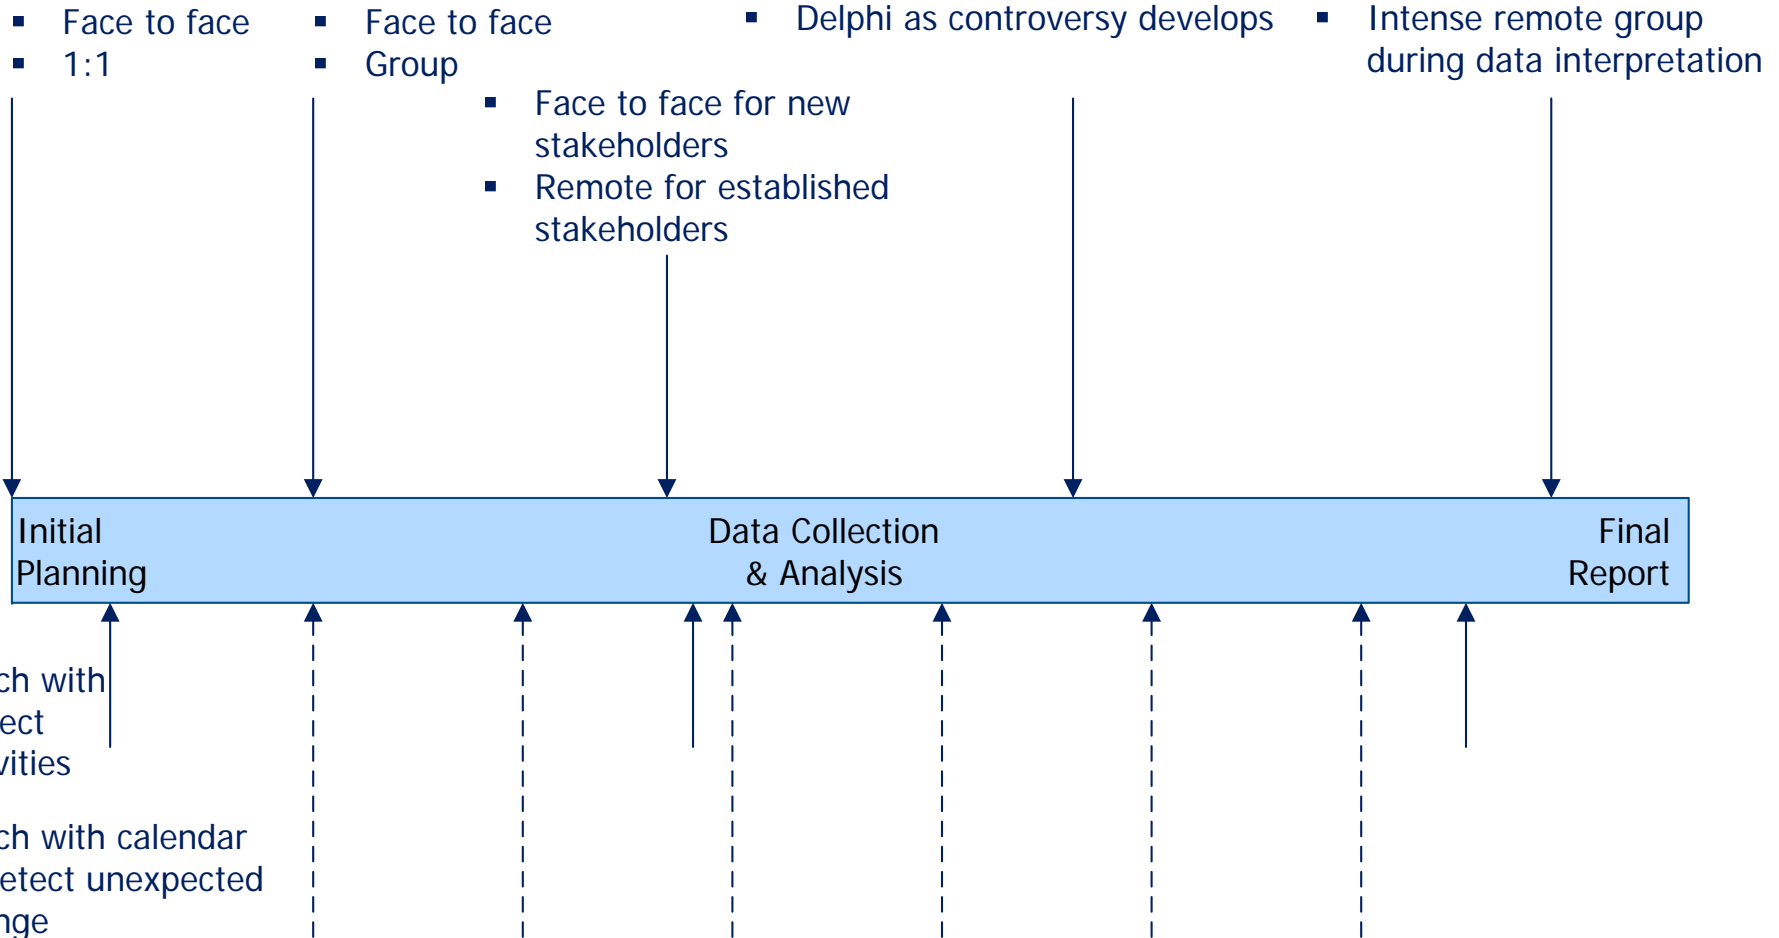 ▪ Face to face
▪ 1:1
▪ Face to face
▪ Group
▪ Face to face for new
stakeholders
▪ Remote for established
stakeholders
▪ Delphi as controversy develops
▪ Intense remote group
during data interpretation
Initial
Planning
Data Collection
& Analysis
Final
Report
ch with
ect
vities
ch with calendar
etect unexpected
nge